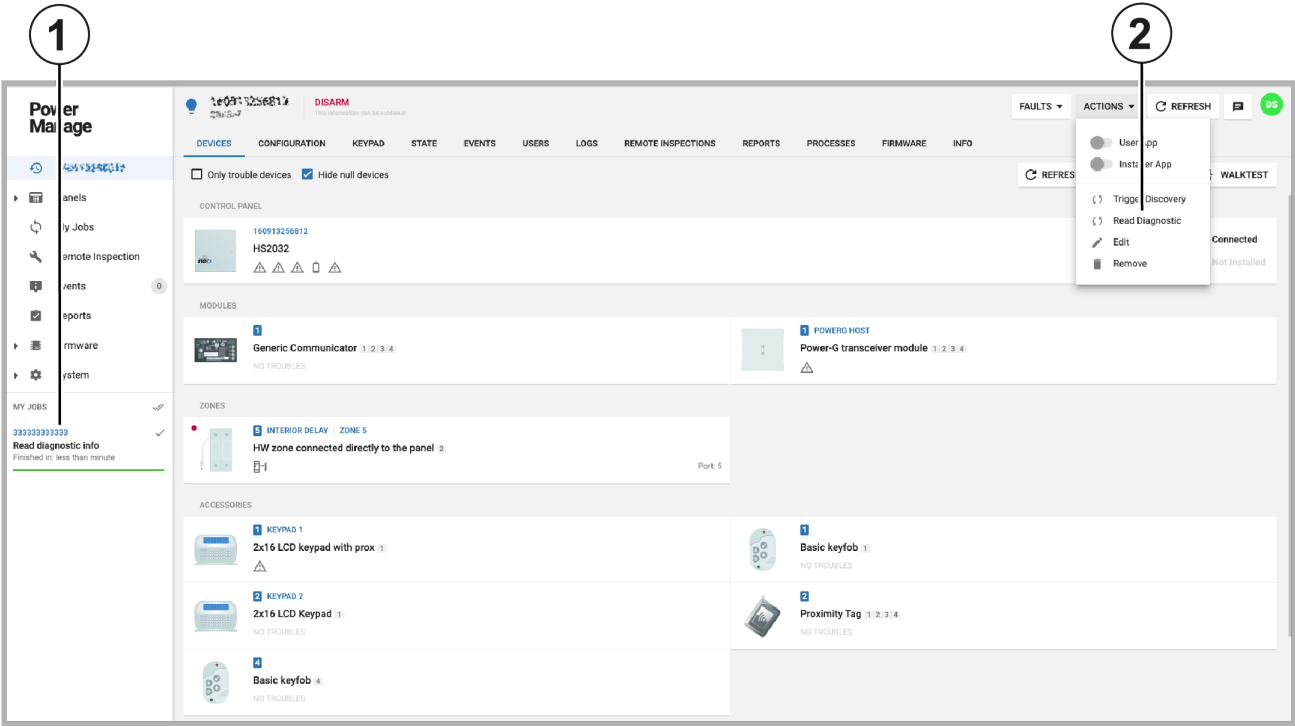 1
2
Power
Manage
DISARM
This information can be outdated
FAULTS
ACTIONS
REFRESH
DS
DEVICES CONFIGURATION KEYPAD STATE EVENTS USERS LOGS REMOTE INSPECTIONS REPORTS PROCESSES FIRMWARE INFO
Only trouble devices
Hide null devices
REFRES
WALKTEST
User App
Installer App
Trigger Discovery
Read Diagnostic
Edit
Remove
anels
y Jobs
emote Inspection
vents 0
eports
rmware
ystem
MY JOBS
333333333333
Read diagnostic info
Finished in: less than minute
CONTROL PANEL
160913256812
HS2032
neo
Connected
Not Installed
MODULES
1
Generic Communicator 1 2 3 4
NO TROUBLES
1 POWERG HOST
Power-G transceiver module 1 2 3 4
ZONES
5 INTERIOR DELAY | ZONE 5
HW zone connected directly to the panel 2
Port: 5
ACCESSORIES
1 KEYPAD 1
2x16 LCD keypad with prox 1
1
Basic keyfob 1
NO TROUBLES
2 KEYPAD 2
2x16 LCD Keypad 1
NO TROUBLES
2
Proximity Tag 1 2 3 4
NO TROUBLES
4
Basic keyfob 4
NO TROUBLES